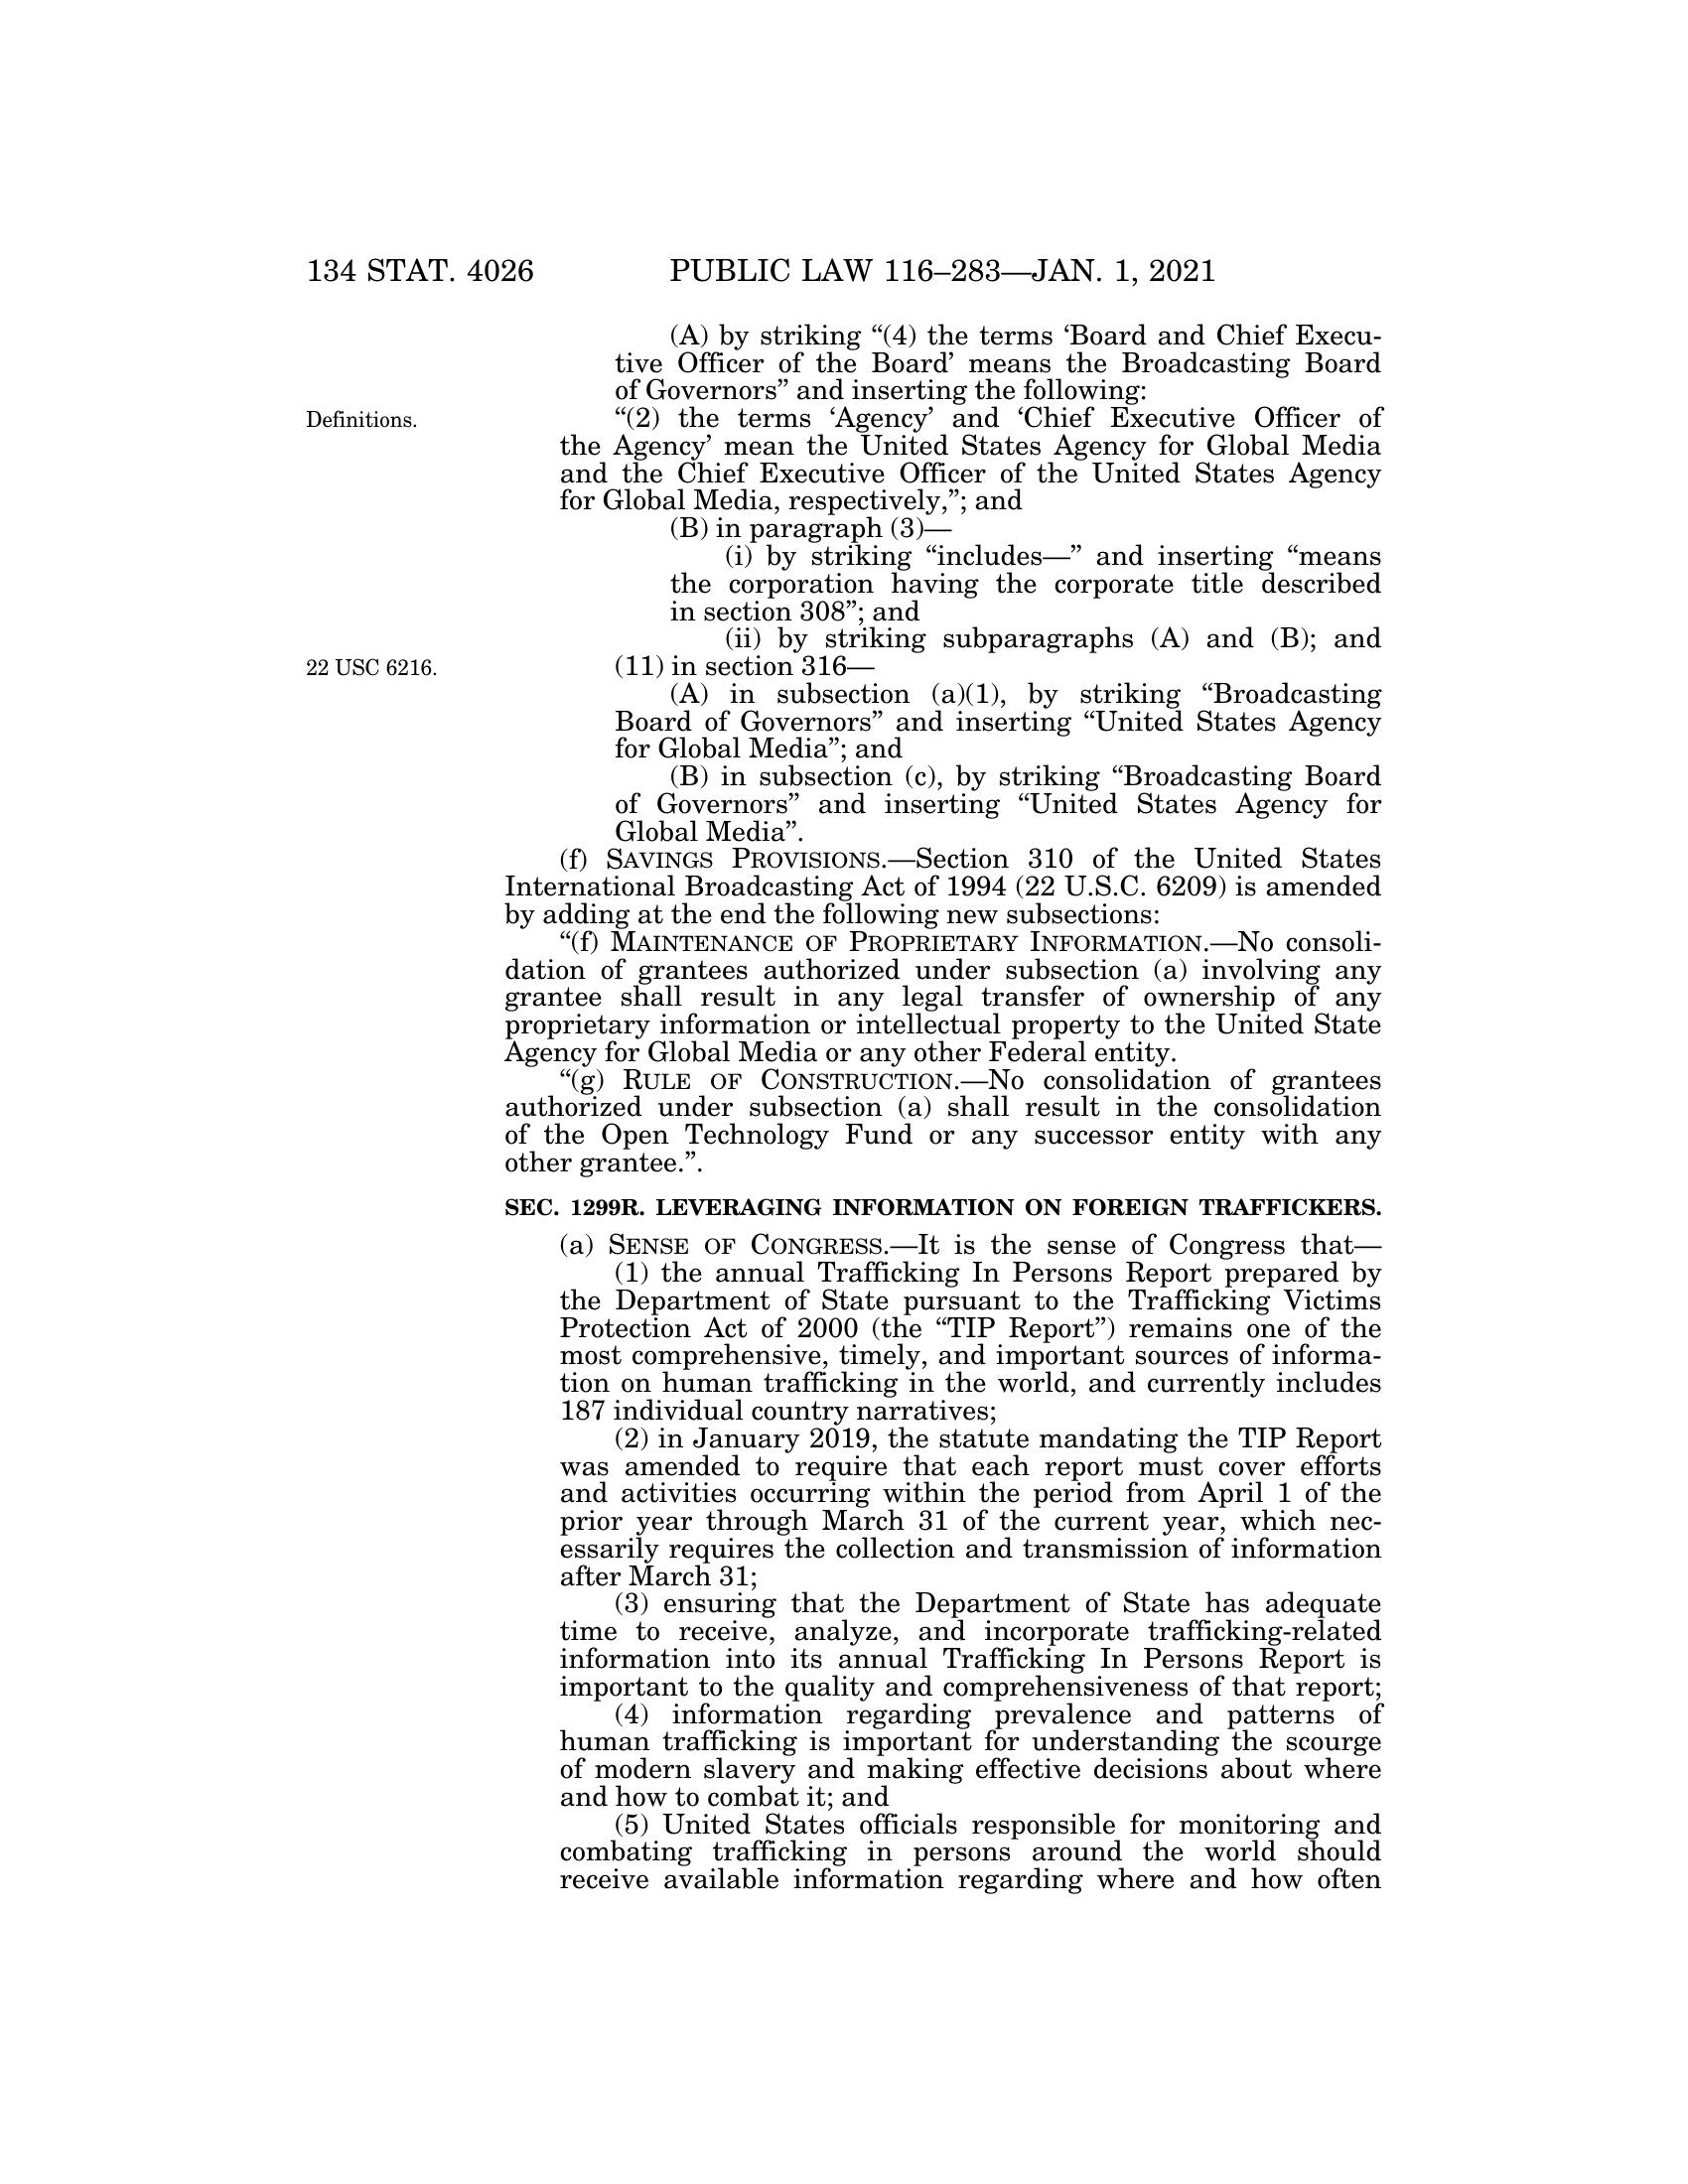 134 STAT. 4026
PUBLIC LAW 116–283—JAN. 1, 2021
(A) by striking “(4) the terms ‘Board and Chief Execu-
tive Officer of the Board’ means the Broadcasting Board
of Governors” and inserting the following:
Definitions.
“(2) the terms ‘Agency’ and ‘Chief Executive Officer of
the Agency’ mean the United States Agency for Global Media
and the Chief Executive Officer of the United States Agency
for Global Media, respectively,”; and
(B) in paragraph (3)—
(i) by striking “includes—” and inserting “means
the corporation having the corporate title described
in section 308”; and
(ii) by striking subparagraphs (A) and (B); and
22 USC 6216.
(11) in section 316—
(A) in subsection (a)(1), by striking “Broadcasting
Board of Governors” and inserting “United States Agency
for Global Media”; and
(B) in subsection (c), by striking “Broadcasting Board
of Governors” and inserting “United States Agency for
Global Media”.
(f) SAVINGS PROVISIONS.—Section 310 of the United States
International Broadcasting Act of 1994 (22 U.S.C. 6209) is amended
by adding at the end the following new subsections:
“(f) MAINTENANCE OF PROPRIETARY INFORMATION.—No consoli-
dation of grantees authorized under subsection (a) involving any
grantee shall result in any legal transfer of ownership of any
proprietary information or intellectual property to the United State
Agency for Global Media or any other Federal entity.
“(g) RULE OF CONSTRUCTION.—No consolidation of grantees
authorized under subsection (a) shall result in the consolidation
of the Open Technology Fund or any successor entity with any
other grantee.”.
SEC. 1299R. LEVERAGING INFORMATION ON FOREIGN TRAFFICKERS.
(a) SENSE OF CONGRESS.—It is the sense of Congress that—
(1) the annual Trafficking In Persons Report prepared by
the Department of State pursuant to the Trafficking Victims
Protection Act of 2000 (the “TIP Report”) remains one of the
most comprehensive, timely, and important sources of informa-
tion on human trafficking in the world, and currently includes
187 individual country narratives;
(2) in January 2019, the statute mandating the TIP Report
was amended to require that each report must cover efforts
and activities occurring within the period from April 1 of the
prior year through March 31 of the current year, which nec-
essarily requires the collection and transmission of information
after March 31;
(3) ensuring that the Department of State has adequate
time to receive, analyze, and incorporate trafficking-related
information into its annual Trafficking In Persons Report is
important to the quality and comprehensiveness of that report;
(4) information regarding prevalence and patterns of
human trafficking is important for understanding the scourge
of modern slavery and making effective decisions about where
and how to combat it; and
(5) United States officials responsible for monitoring and
combating trafficking in persons around the world should
receive available information regarding where and how often